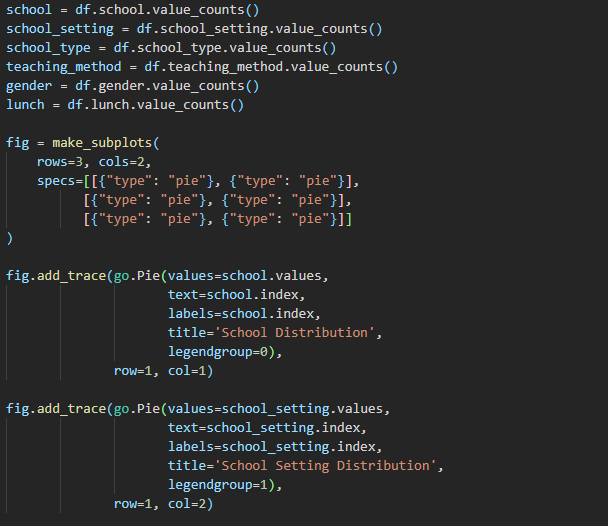 school = df.school.value_counts()
school_setting = df.school_setting.value_counts()
school_type = df.school_type.value_counts()
teaching_method = df.teaching_method.value_counts()
gender = df.gender.value_counts()
lunch = df.lunch.value_counts()

fig = make_subplots(
    rows=3, cols=2,
    specs=[[{"type": "pie"}, {"type": "pie"}],
          [{"type": "pie"}, {"type": "pie"}],
          [{"type": "pie"}, {"type": "pie"}]]
)

fig.add_trace(go.Pie(values=school.values,
                     text=school.index,
                     labels=school.index,
                     title='School Distribution',
                     legendgroup=0),
              row=1, col=1)

fig.add_trace(go.Pie(values=school_setting.values,
                     text=school_setting.index,
                     labels=school_setting.index,
                     title='School Setting Distribution',
                     legendgroup=1),
              row=1, col=2)